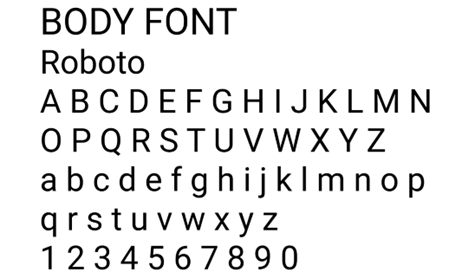 BODY FONT
Roboto
A B C D E F G H I J K L M N
O P Q R S T U V W X Y Z
a b c d e f g h i j k l m n o p
q r s t u v w x y z
1 2 3 4 5 6 7 8 9 0